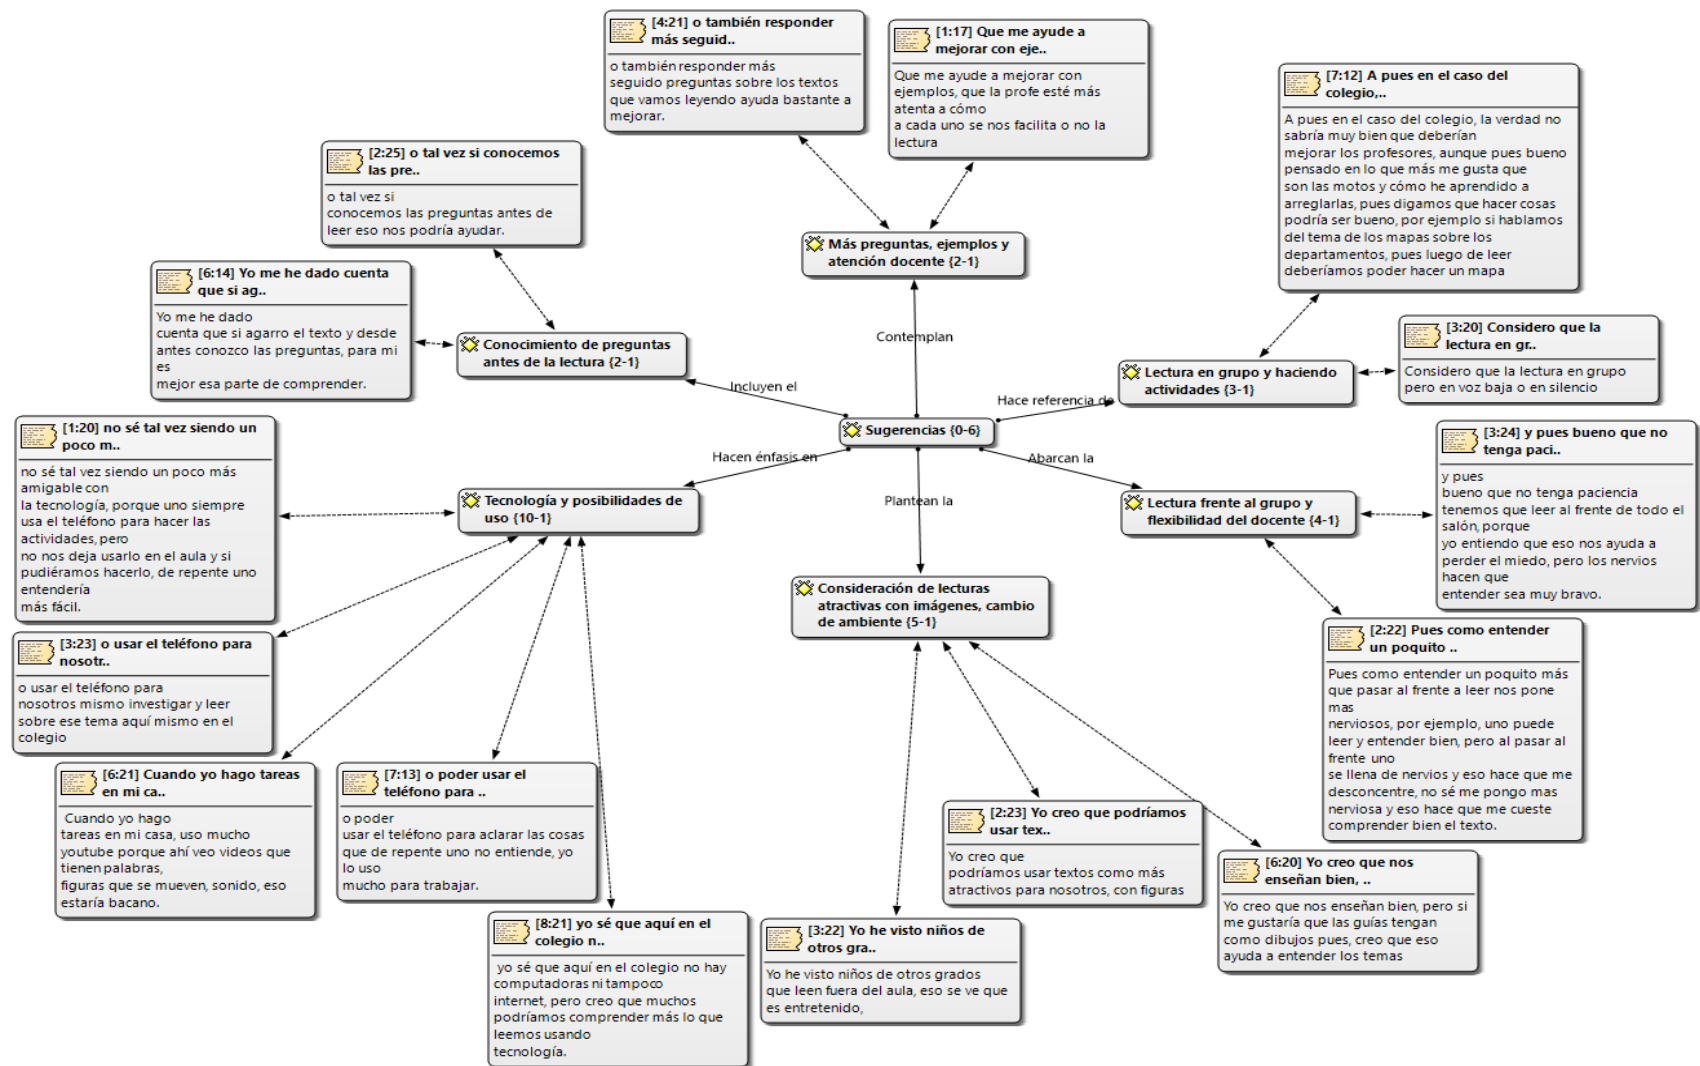 [4:21] o también responder
más seguid..
o también responder más
seguido preguntas sobre los textos
que vamos leyendo ayuda bastante a
mejorar.
[1:17] Que me ayude a
mejorar con eje..
Que me ayude a mejorar con
ejemplos, que la profe esté más
atenta a cómo
a cada uno se nos facilita o no la
lectura
[7:12] A pues en el caso del
colegio,..
A pues en el caso del colegio, la verdad no
sabría muy bien que deberían
mejorar los profesores, aunque pues bueno
pensado en lo que más me gusta que
son las motos y cómo he aprendido a
arreglarlas, pues digamos que hacer cosas
podría ser bueno, por ejemplo si hablamos
del tema de los mapas sobre los
departamentos, pues luego de leer
deberíamos poder hacer un mapa
[2:25] o tal vez si conocemos
las pre..
o tal vez si
conocemos las preguntas antes de
leer eso nos podría ayudar.
[6:14] Yo me he dado cuenta
que si ag..
Yo me he dado
cuenta que si agarro el texto y desde
antes conozco las preguntas, para mi
es
mejor esa parte de comprender.
Más preguntas, ejemplos y
atención docente {2-1}
Contemplan
Conocimiento de preguntas
antes de la lectura {2-1}
Incluyen el
Lectura en grupo y haciendo
actividades {3-1}
Hace referencia de
[3:20] Considero que la
lectura en gr..
Considero que la lectura en grupo
pero en voz baja o en silencio
Sugerencias {0-6}
[1:20] no sé tal vez siendo un
poco m..
no sé tal vez siendo un poco más
amigable con
la tecnología, porque uno siempre
usa el teléfono para hacer las
actividades, pero
no nos deja usarlo en el aula y si
pudiéramos hacerlo, de repente uno
entendería
más fácil.
Hacen énfasis en
Tecnología y posibilidades de
uso {10-1}
Plantean la
Abarcan la
Lectura frente al grupo y
flexibilidad del docente {4-1}
[3:24] y pues bueno que no
tenga paci..
y pues
bueno que no tenga paciencia
tenemos que leer al frente de todo el
salón, porque
yo entiendo que eso nos ayuda a
perder el miedo, pero los nervios
hacen que
entender sea muy bravo.
Consideración de lecturas
atractivas con imágenes, cambio
de ambiente {5-1}
[2:22] Pues como entender
un poquito ..
Pues como entender un poquito más
que pasar al frente a leer nos pone
mas
nerviosos, por ejemplo, uno puede
leer y entender bien, pero al pasar al
frente uno
se llena de nervios y eso hace que me
desconcentre, no sé me pongo mas
nerviosa y eso hace que me cueste
comprender bien el texto.
[3:23] o usar el teléfono para
nosotr..
o usar el teléfono para
nosotros mismo investigar y leer
sobre ese tema aquí mismo en el
colegio
[6:21] Cuando yo hago tareas
en mi ca..
Cuando yo hago
tareas en mi casa, uso mucho
youtube porque ahí veo videos que
tienen palabras,
figuras que se mueven, sonido, eso
estaría bacano.
[7:13] o poder usar el
teléfono para ..
o poder
usar el teléfono para aclarar las cosas
que de repente uno no entiende, yo
lo uso
mucho para trabajar.
[8:21] yo sé que aquí en el
colegio n..
yo sé que aquí en el colegio no hay
computadoras ni tampoco
internet, pero creo que muchos
podríamos comprender más lo que
leemos usando
tecnología.
[3:22] Yo he visto niños de
otros gra..
Yo he visto niños de otros grados
que leen fuera del aula, eso se ve que
es entretenido,
[2:23] Yo creo que podríamos
usar tex..
Yo creo que
podríamos usar textos como más
atractivos para nosotros, con figuras
[6:20] Yo creo que nos
enseñan bien, ..
Yo creo que nos enseñan bien, pero si
me gustaría que las guías tengan
como dibujos pues, creo que eso
ayuda a entender los temas